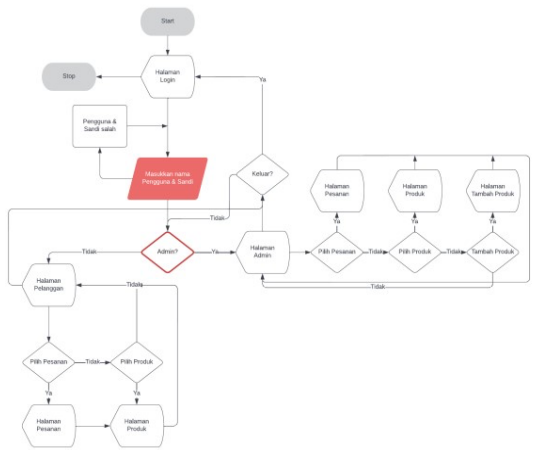 Start
Stop
Halaman
Login
Ya
Pengguna &
Sandi salah
Masukkan nama
Pengguna & Sandi
Keluar?
Halaman
Pesanan
Halaman
Produk
Halaman
Tambah Produk
Tidak
Ya
Ya
Ya
Tidak
Admin?
Ya
Halaman
Admin
Pilih Pesanan
Tidak
Pilih Produk
Tidak
Tambah Produk
Halaman
Pelanggan
Tidak
Tidak
Pilih Pesanan
Tidak
Pilih Produk
Ya
Ya
Halaman
Pesanan
Halaman
Produk